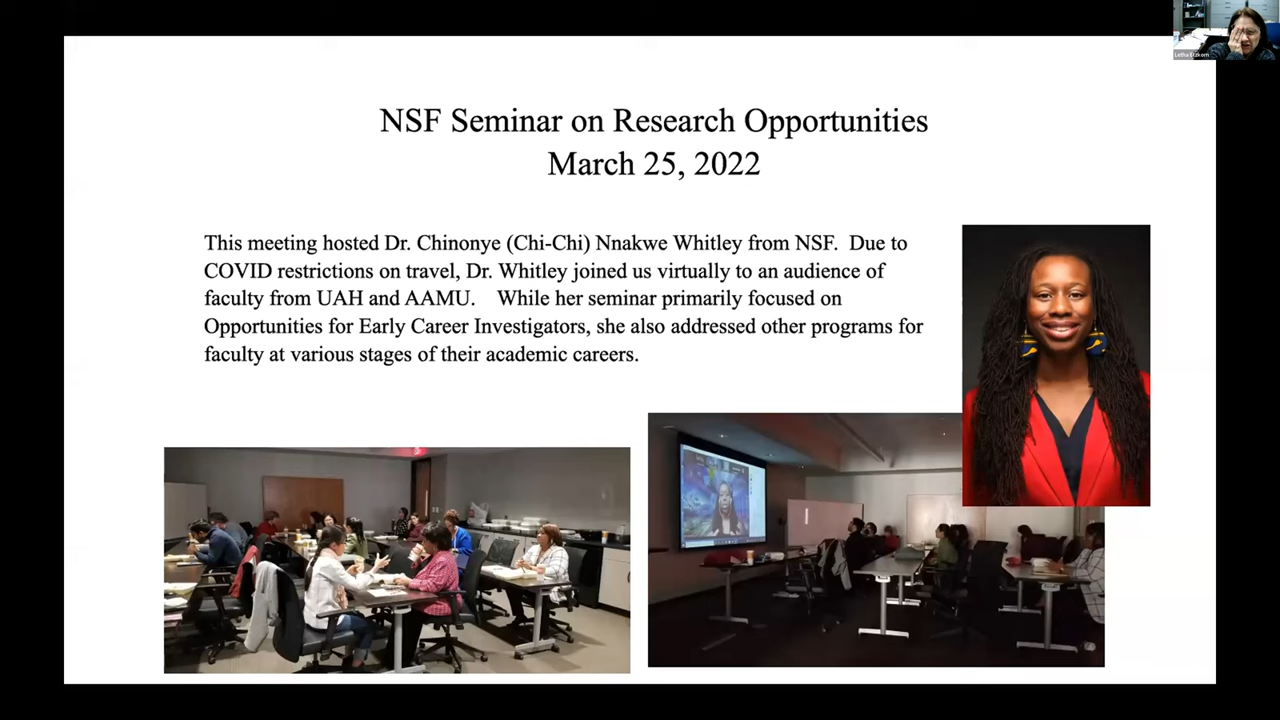 NSF Seminar on Research Opportunities
March 25, 2022
This meeting hosted Dr. Chinonye (Chi-Chi) Nnakwe Whitley from NSF. Due to
COVID restrictions on travel, Dr. Whitley joined us virtually to an audience of
faculty from UAH and AAMU. While her seminar primarily focused on
Opportunities for Early Career Investigators, she also addressed other programs for
faculty at various stages of their academic careers.
Letha Etzkorn